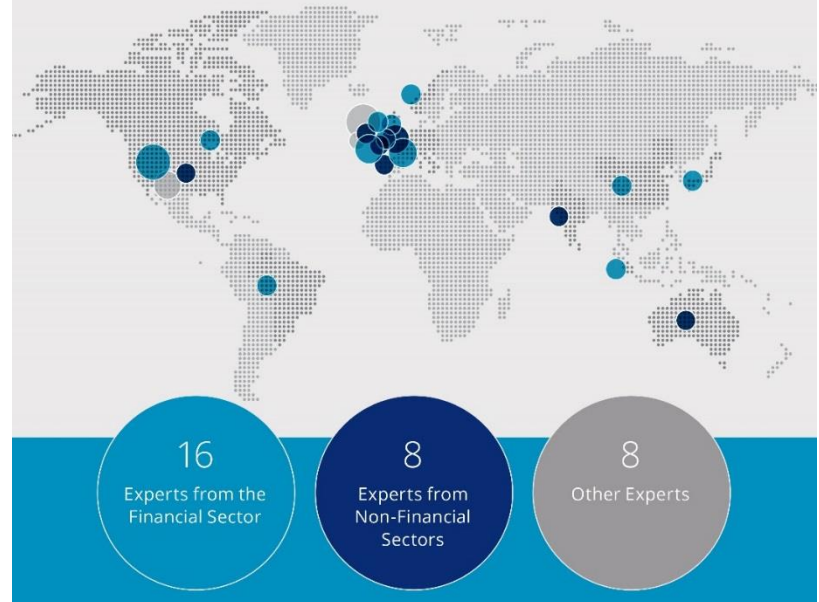 16
Experts from the
Financial Sector
8
Experts from
Non-Financial
Sectors
8
Other Experts